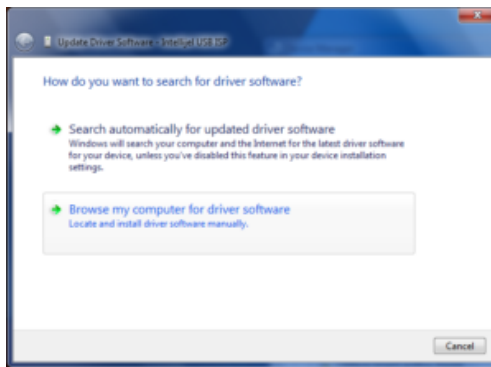 Update Driver Software - Intellijel USB ISP
How do you want to search for driver software?
Search automatically for updated driver software
Windows will search your computer and the Internet for the latest driver software
for your device, unless you've disabled this feature in your device installation
settings.
Browse my computer for driver software
Locate and install driver software manually.
Cancel